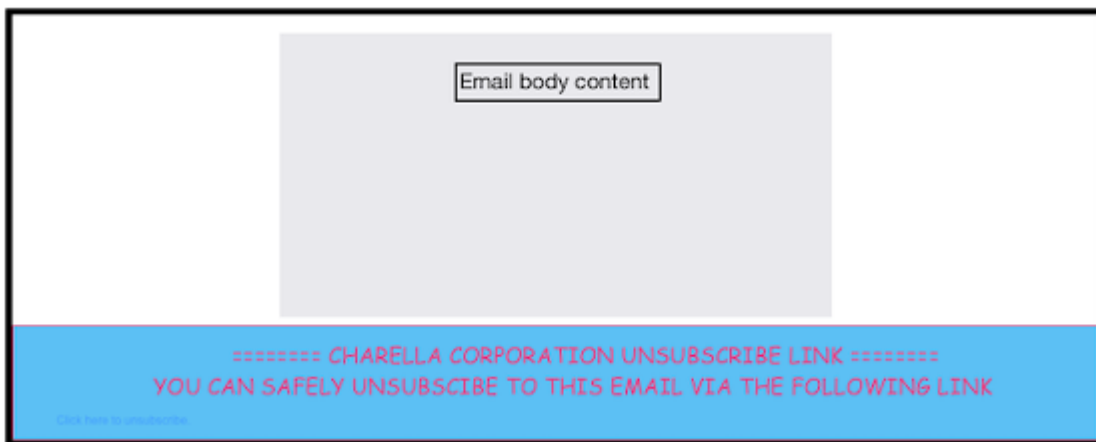 Email body content
======== CHARELLA CORPORATION UNSUBSCRIBE LINK ========
YOU CAN SAFELY UNSUBSCIBE TO THIS EMAIL VIA THE FOLLOWING LINK
Click here to unsubscribe